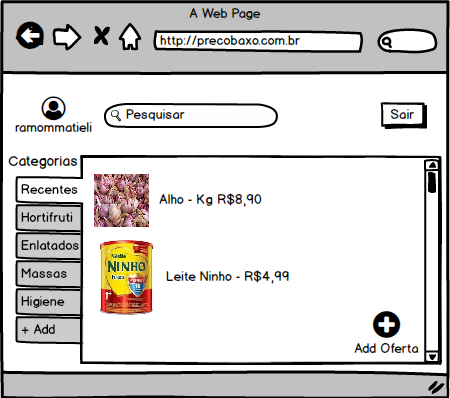 A Web Page
http://precobaxo.com.br
ramommatieli
Pesquisar
Sair
Categorias
Recentes
Hortifruti
Enlatados
Massas
Higiene
+ Add
Alho - Kg R$8,90
Nestlé
NINHO
Leite Ninho - R$4,99
Add Oferta